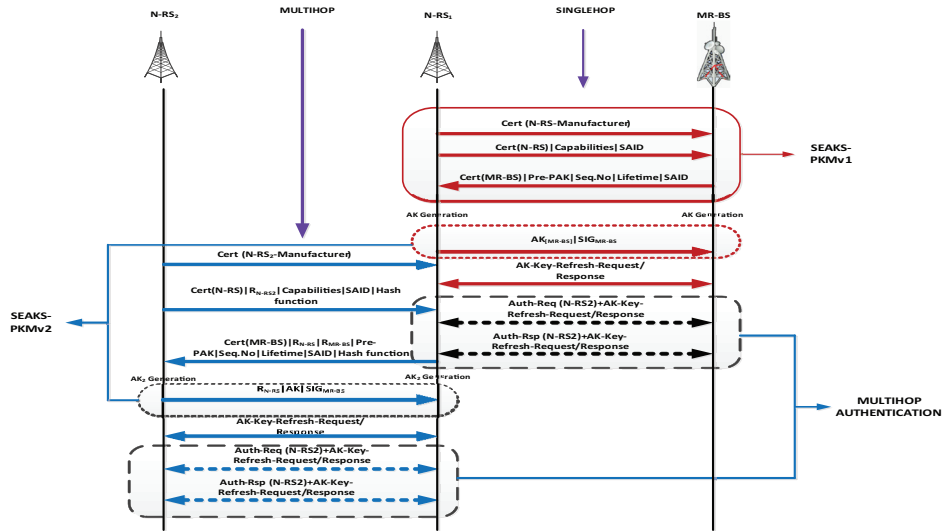 MULTIHOP
SINGLEHOP
N-RS₂
N-RS₁
MR-BS
Cert (N-RS-Manufacturer)
Cert(N-RS)|Capabilities|SAID
SEAKS-
PKMv1
Cert(MR-BS)|Pre-PAK|Seq.No|Lifetime|SAID
AK Generation
AK Generation
AK[MR-BS]|SIGMR-BS
Cert (N-RS₂-Manufacturer)
AK-Key-Refresh-Request/
Response
Cert(N-RS)|RN-RS2|Capabilities|SAID|Hash
function
SEAKS-
PKMv2
Auth-Req (N-RS2)+AK-Key-
Refresh-Request/Response
Auth-Rsp (N-RS2)+AK-Key-
Refresh-Request/Response
Cert(MR-BS)|RN-RS|RMR-BS|Pre-
PAK|Seq.No|Lifetime|SAID|Hash function
AK₂ Generation
AK₂ Generation
RN-RS|AK|SIGMR-BS
MULTIHOP
AUTHENTICATION
AK-Key-Refresh-Request/
Response
Auth-Req (N-RS2)+AK-Key-
Refresh-Request/Response
Auth-Rsp (N-RS2)+AK-Key-
Refresh-Request/Response